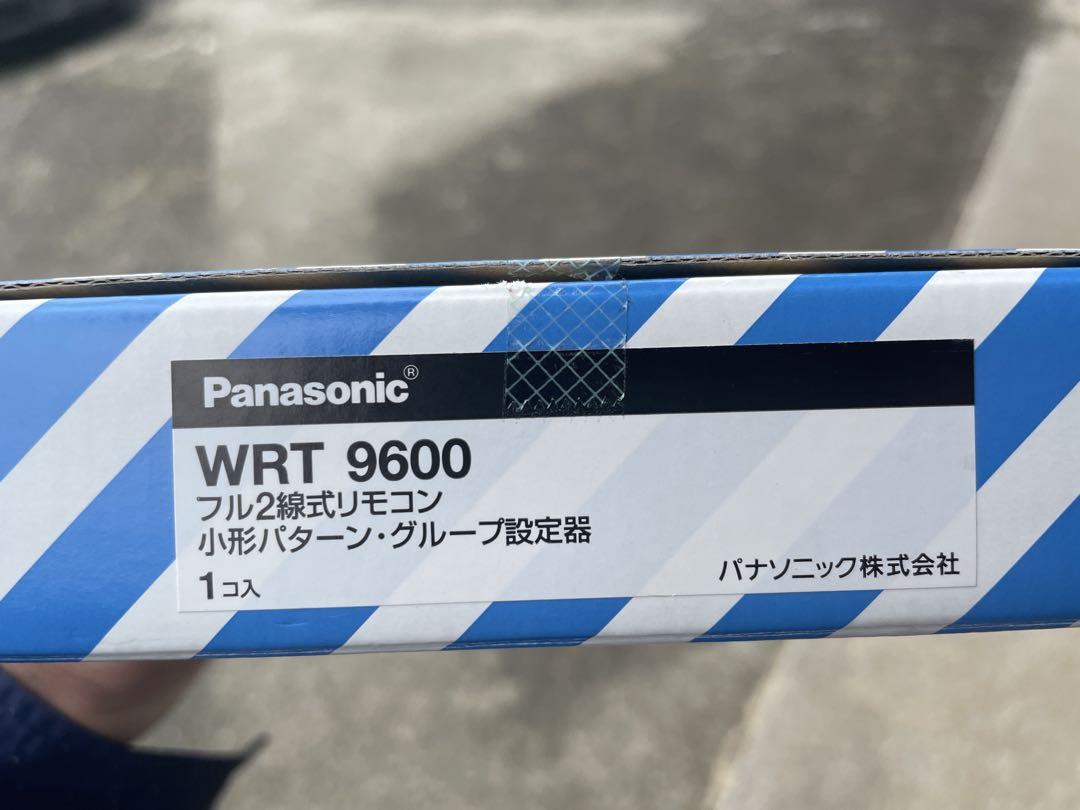 Panasonic®
WRT 9600
フル2線式リモコン
小形パターン・グループ設定器
1コ入
パナソニック株式会社